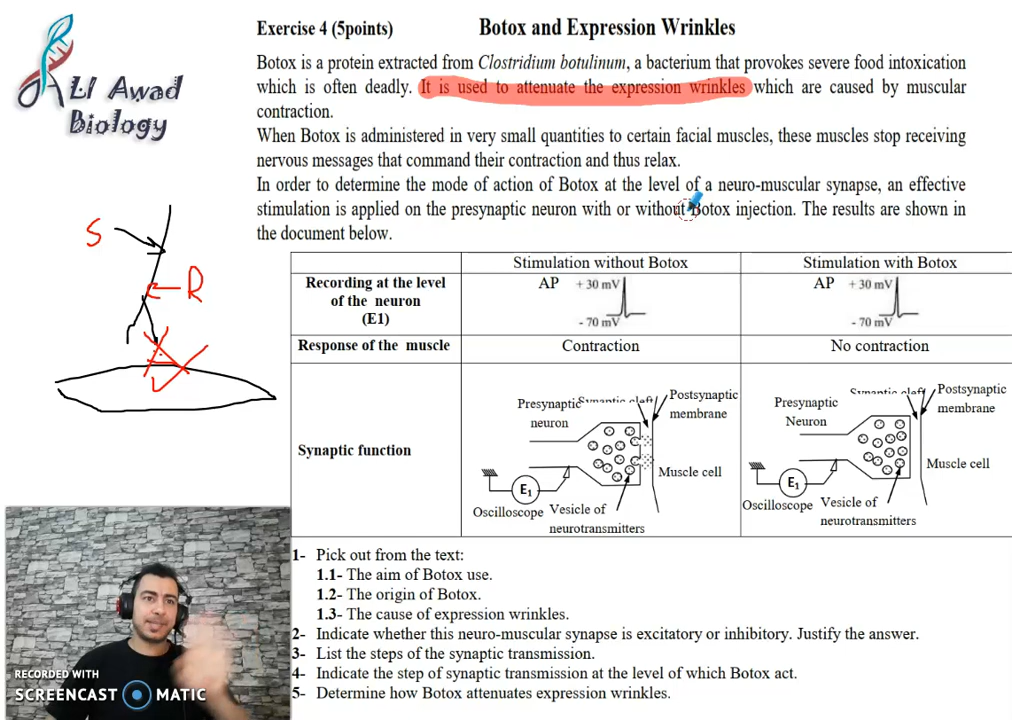 ALI Awad
Biology
Exercise 4 (5points)
Botox and Expression Wrinkles
Botox is a protein extracted from Clostridium botulinum, a bacterium that provokes severe food intoxication
which is often deadly. It is used to attenuate the expression wrinkles which are caused by muscular
contraction.
When Botox is administered in very small quantities to certain facial muscles, these muscles stop receiving
nervous messages that command their contraction and thus relax.
In order to determine the mode of action of Botox at the level of a neuro-muscular synapse, an effective
stimulation is applied on the presynaptic neuron with or without Botox injection. The results are shown in
the document below.
S
R
Stimulation without Botox
Stimulation with Botox
Recording at the level
of the neuron
(E1)
AP
+ 30 mV
- 70 mV
AP
+ 30 mV
- 70 mV
Response of the muscle
Contraction
No contraction
Synaptic function
Presynaptic
neuron
Synaptic cleft
Postsynaptic
membrane
Muscle cell
E1
Oscilloscope
Vesicle of
neurotransmitters
Presynaptic
Neuron
Synaptic cleft
Postsynaptic
membrane
Muscle cell
E1
Oscilloscope
Vesicle of
neurotransmitters
1- Pick out from the text:
1.1- The aim of Botox use.
1.2- The origin of Botox.
1.3- The cause of expression wrinkles.
2- Indicate whether this neuro-muscular synapse is excitatory or inhibitory. Justify the answer.
3- List the steps of the synaptic transmission.
4- Indicate the step of synaptic transmission at the level of which Botox act.
5- Determine how Botox attenuates expression wrinkles.
RECORDED WITH
SCREENCAST MATIC